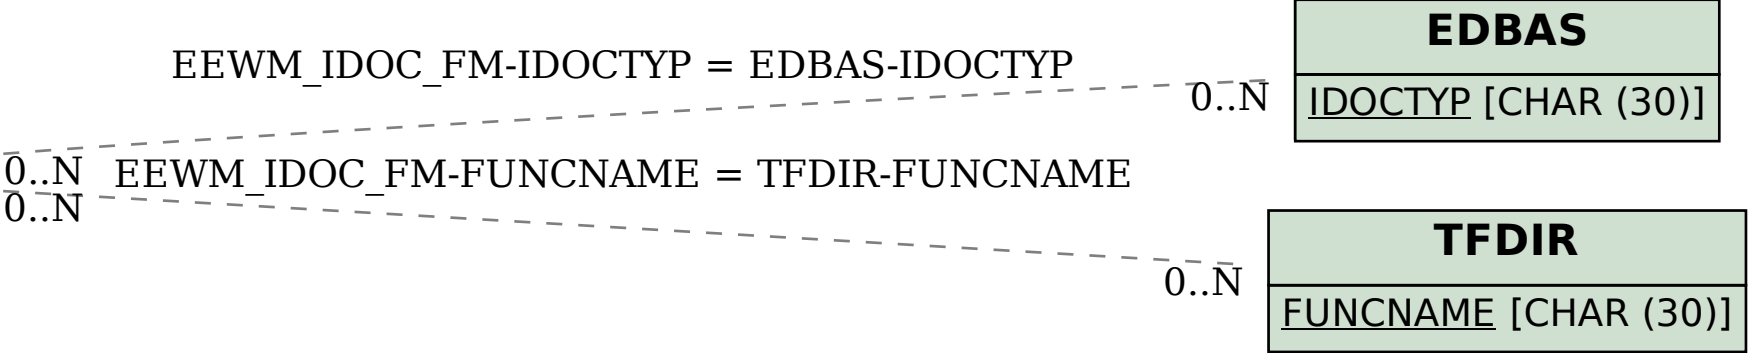 EDBAS
EEWM_IDOC_FM-IDOCTYP = EDBAS-IDOCTYP
0..N
IDOCTYP [CHAR (30)]
0..N
EEWM_IDOC_FM-FUNCNAME = TFDIR-FUNCNAME
0..N
TFDIR
0..N
FUNCNAME [CHAR (30)]